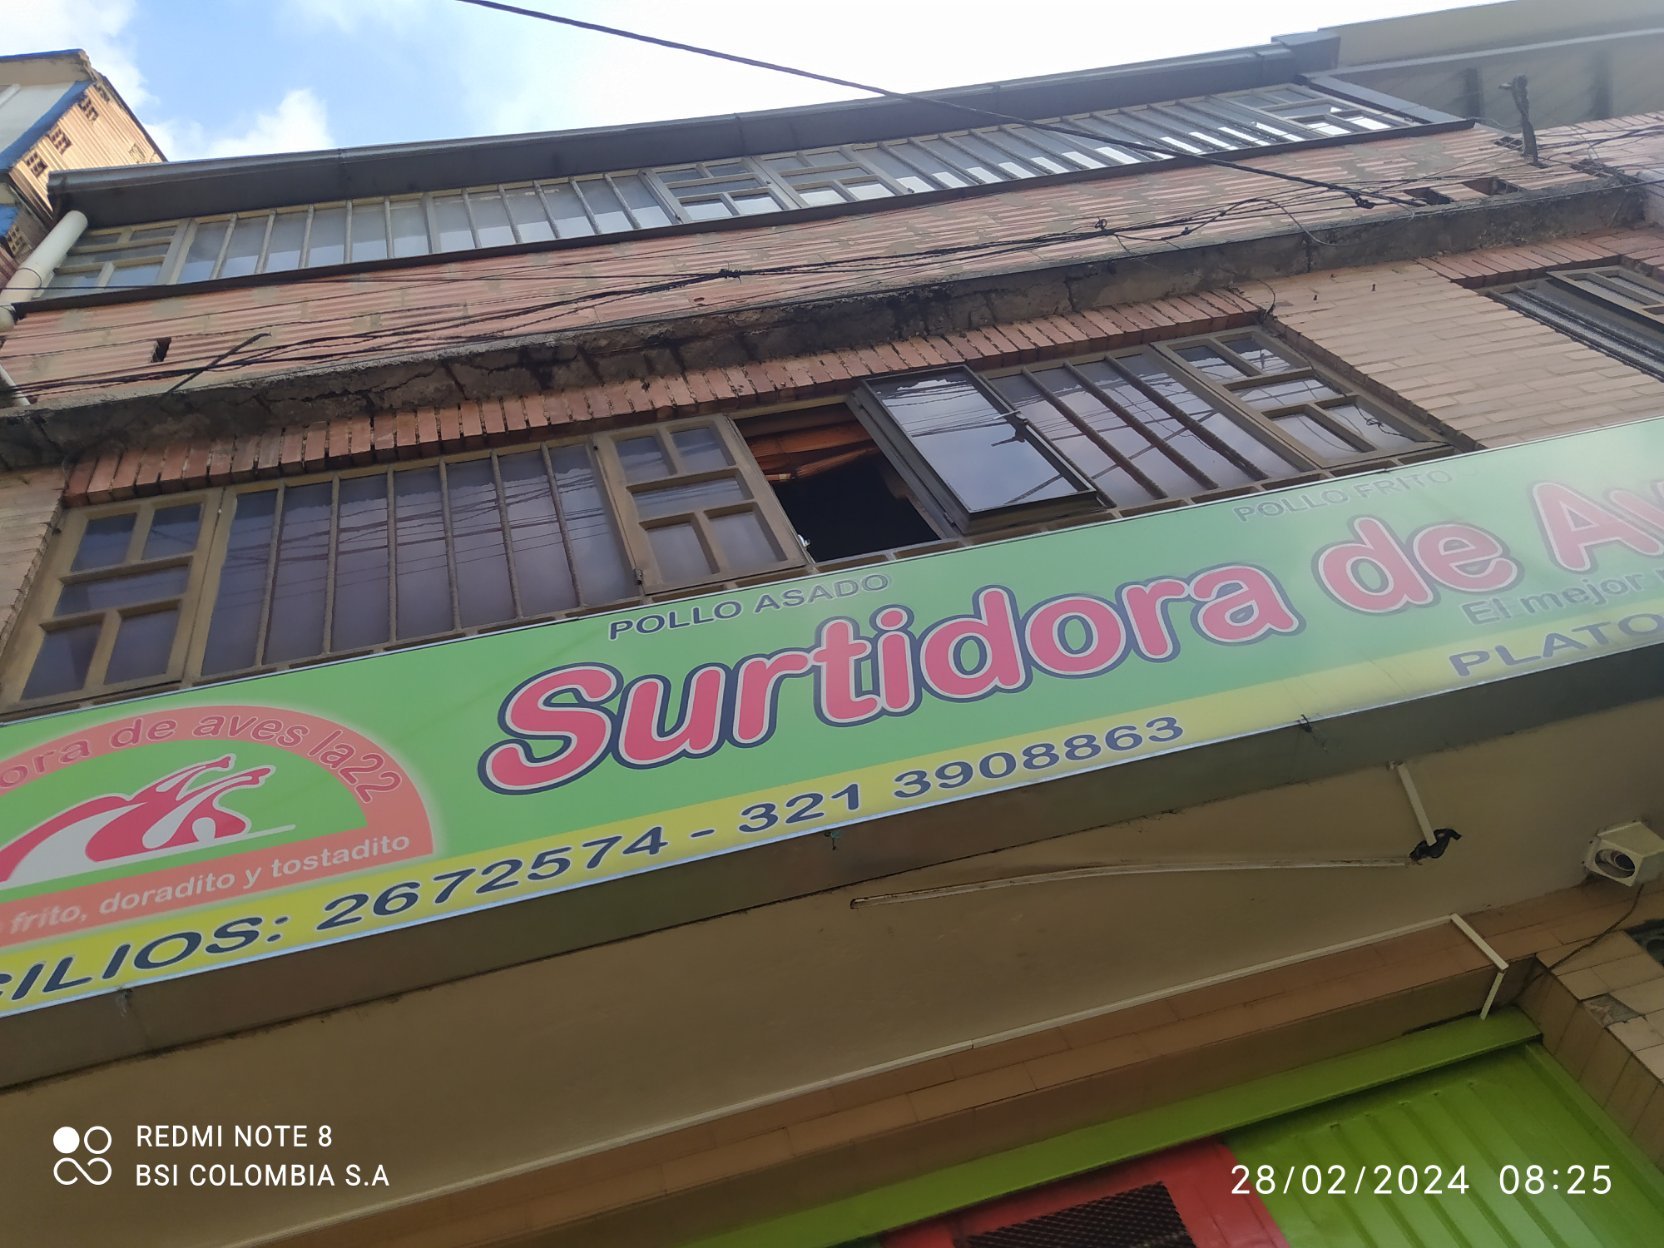 POLLO ASADO
POLLO FRITO
Surtidora de Av
El mejor
PLATO
ora de aves la22
frito, doradito y tostadito
CILIOS: 2672574 - 321 3908863
REDMI NOTE 8
BSI COLOMBIA S.A
28/02/2024 08:25